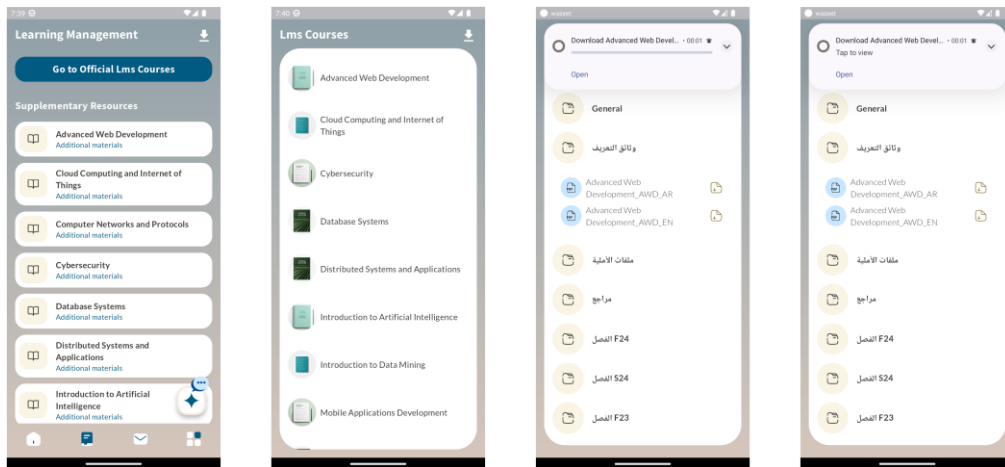 7:39
Learning Management
Go to Official Lms Courses
Supplementary Resources
Advanced Web Development
Additional materials
Cloud Computing and Internet of
Things
Additional materials
Computer Networks and Protocols
Additional materials
Cybersecurity
Additional materials
Database Systems
Additional materials
Distributed Systems and
Applications
Additional materials
Introduction to Artificial
Intelligence
Additional materials
7:40
Lms Courses
Advanced Web Development
Cloud Computing and Internet of
Things
Cybersecurity
Database Systems
Distributed Systems and Applications
Introduction to Artificial Intelligence
Introduction to Data Mining
Mobile Applications Development
Download Advanced Web Devel... • 00:01
Open
General
وثائق التعريف
Advanced Web
Development_AWD_AR
Advanced Web
Development_AWD_EN
ملفات الأملية
مراجع
الفصل F24
الفصل S24
الفصل F23
Download Advanced Web Devel... • 00:01
Tap to view
Open
General
وثائق التعريف
Advanced Web
Development_AWD_AR
Advanced Web
Development_AWD_EN
ملفات الأملية
مراجع
الفصل F24
الفصل S24
الفصل F23